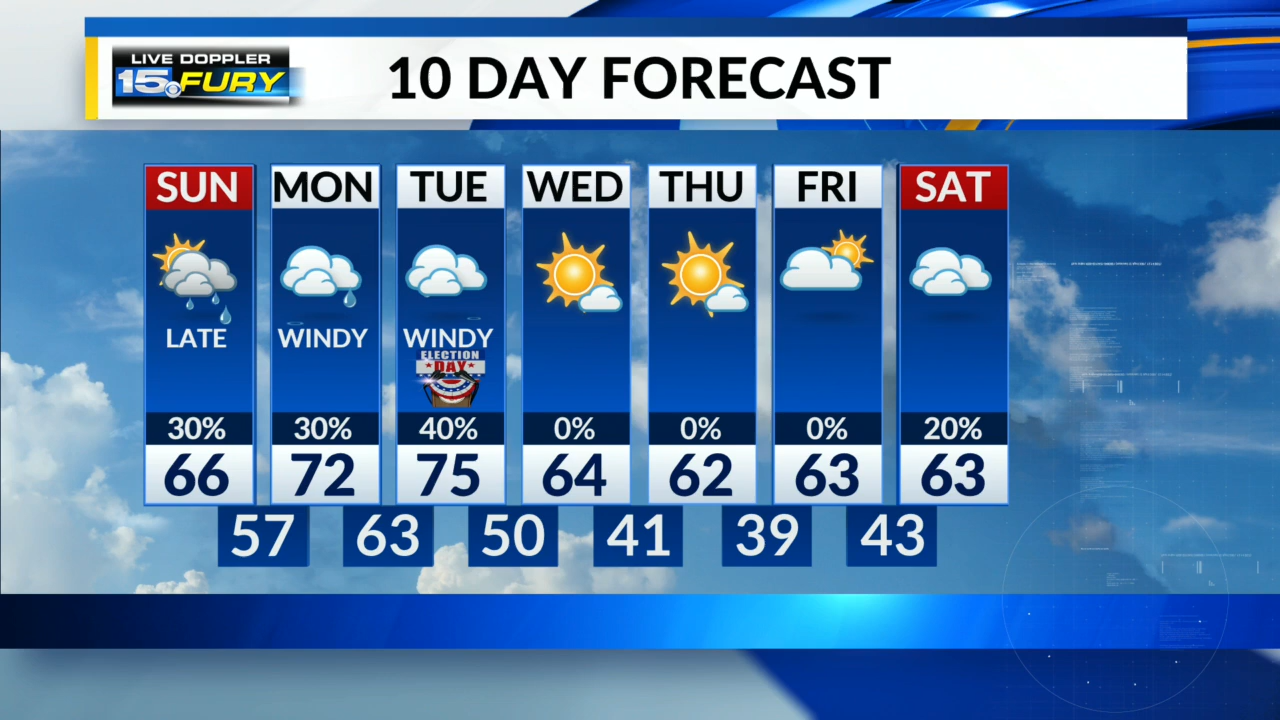 LIVE DOPPLER
15 FURY
10 DAY FORECAST
SUN MON TUE WED THU FRI SAT
LATE WINDY WINDY
ELECTION
DAY
30% 30% 40% 0% 0% 0% 20%
66 72 75 64 62 63 63
57 63 50 41 39 43